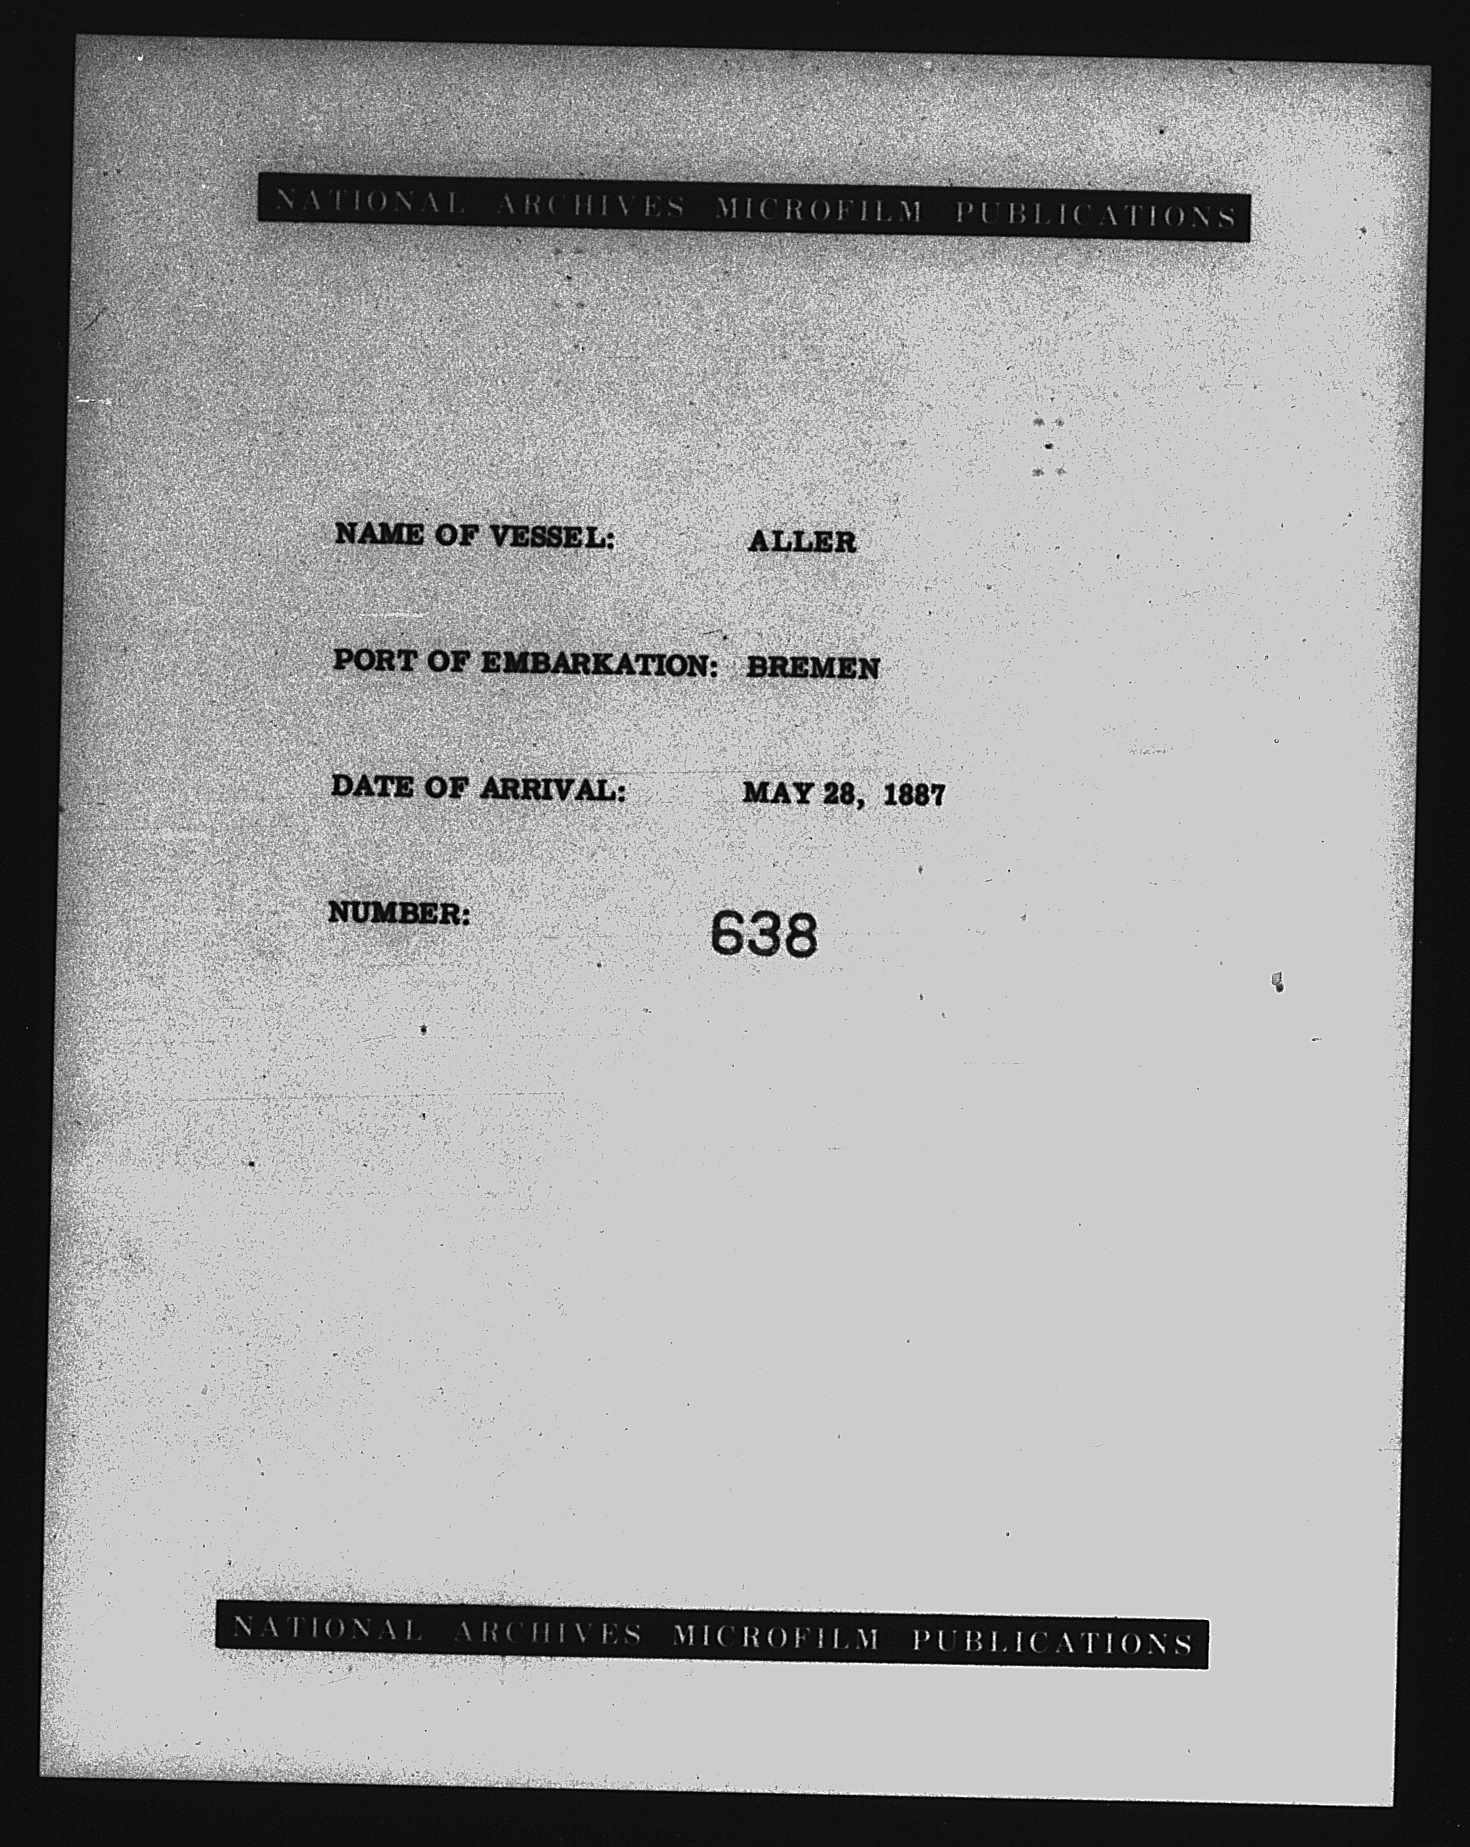 NATIONAL ARCHIVES MICROFILM PUBLICATIONS
NAME OF VESSEL: ALLER
PORT OF EMBARKATION: BREMEN
DATE OF ARRIVAL: MAY 28, 1887
NUMBER: 638
NATIONAL ARCHIVES MICROFILM PUBLICATIONS